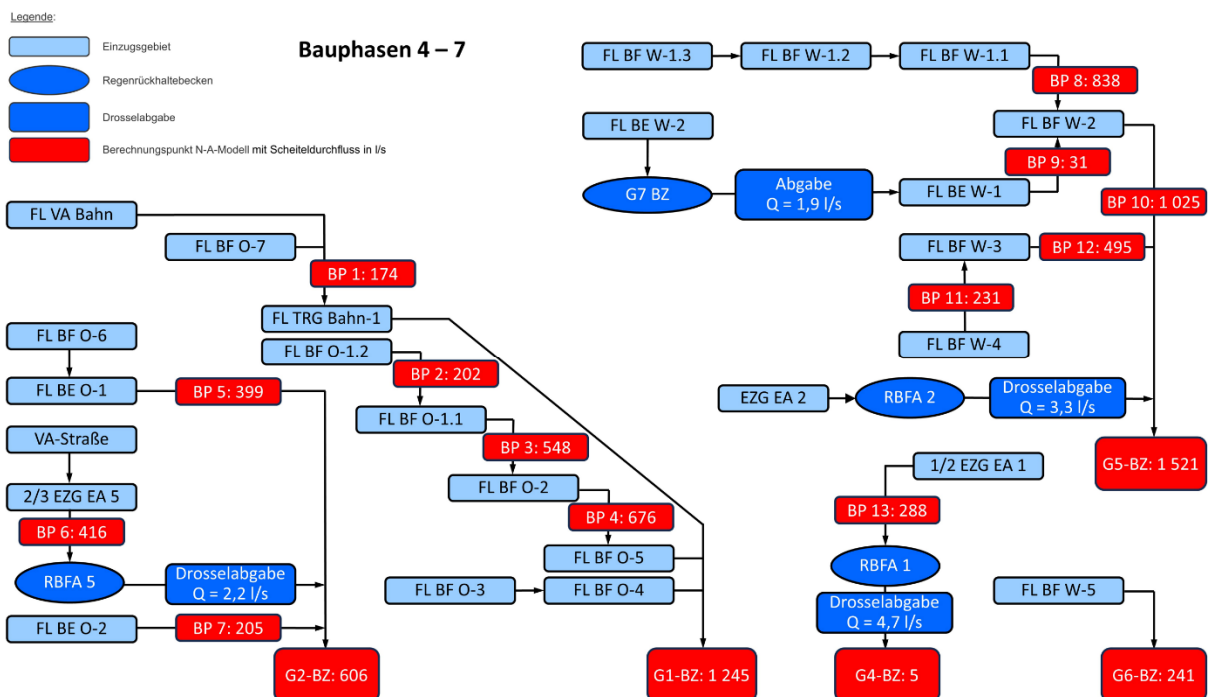 Legende:
Einzugsgebiet
Regenrückhaltebecken
Drosselabgabe
Berechnungspunkt N-A-Modell mit Scheiteldurchfluss in l/s
Bauphasen 4 – 7
FL BF W-1.3
FL BF W-1.2
FL BF W-1.1
BP 8: 838
FL BE W-2
FL BF W-2
BP 9: 31
G7 BZ
Abgabe
Q = 1,9 l/s
FL BE W-1
BP 10: 1 025
FL BF W-3
BP 12: 495
BP 11: 231
FL BF W-4
EZG EA 2
RBFA 2
Drosselabgabe
Q = 3,3 l/s
G5-BZ: 1 521
FL VA Bahn
FL BF O-7
BP 1: 174
FL TRG Bahn-1
FL BF O-6
FL BE O-1
BP 5: 399
VA-Straße
2/3 EZG EA 5
BP 6: 416
RBFA 5
Drosselabgabe
Q = 2,2 l/s
FL BE O-2
BP 7: 205
G2-BZ: 606
FL BF O-1.2
BP 2: 202
FL BF O-1.1
BP 3: 548
FL BF O-2
BP 4: 676
FL BF O-5
FL BF O-3
FL BF O-4
G1-BZ: 1 245
1/2 EZG EA 1
BP 13: 288
RBFA 1
Drosselabgabe
Q = 4,7 l/s
G4-BZ: 5
FL BF W-5
G6-BZ: 241